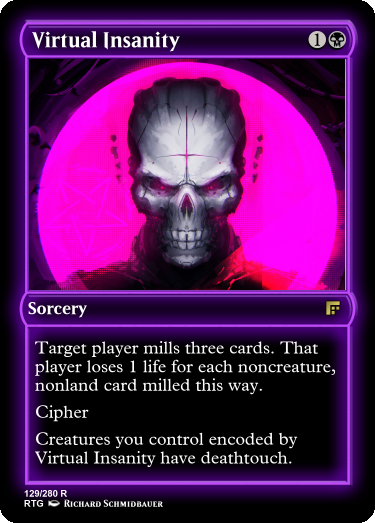 Virtual Insanity 1
Sorcery
Target player mills three cards. That
player loses 1 life for each noncreature,
nonland card milled this way.
Cipher
Creatures you control encoded by
Virtual Insanity have deathtouch.
129/280 R
RTG Richard Schmidbauer